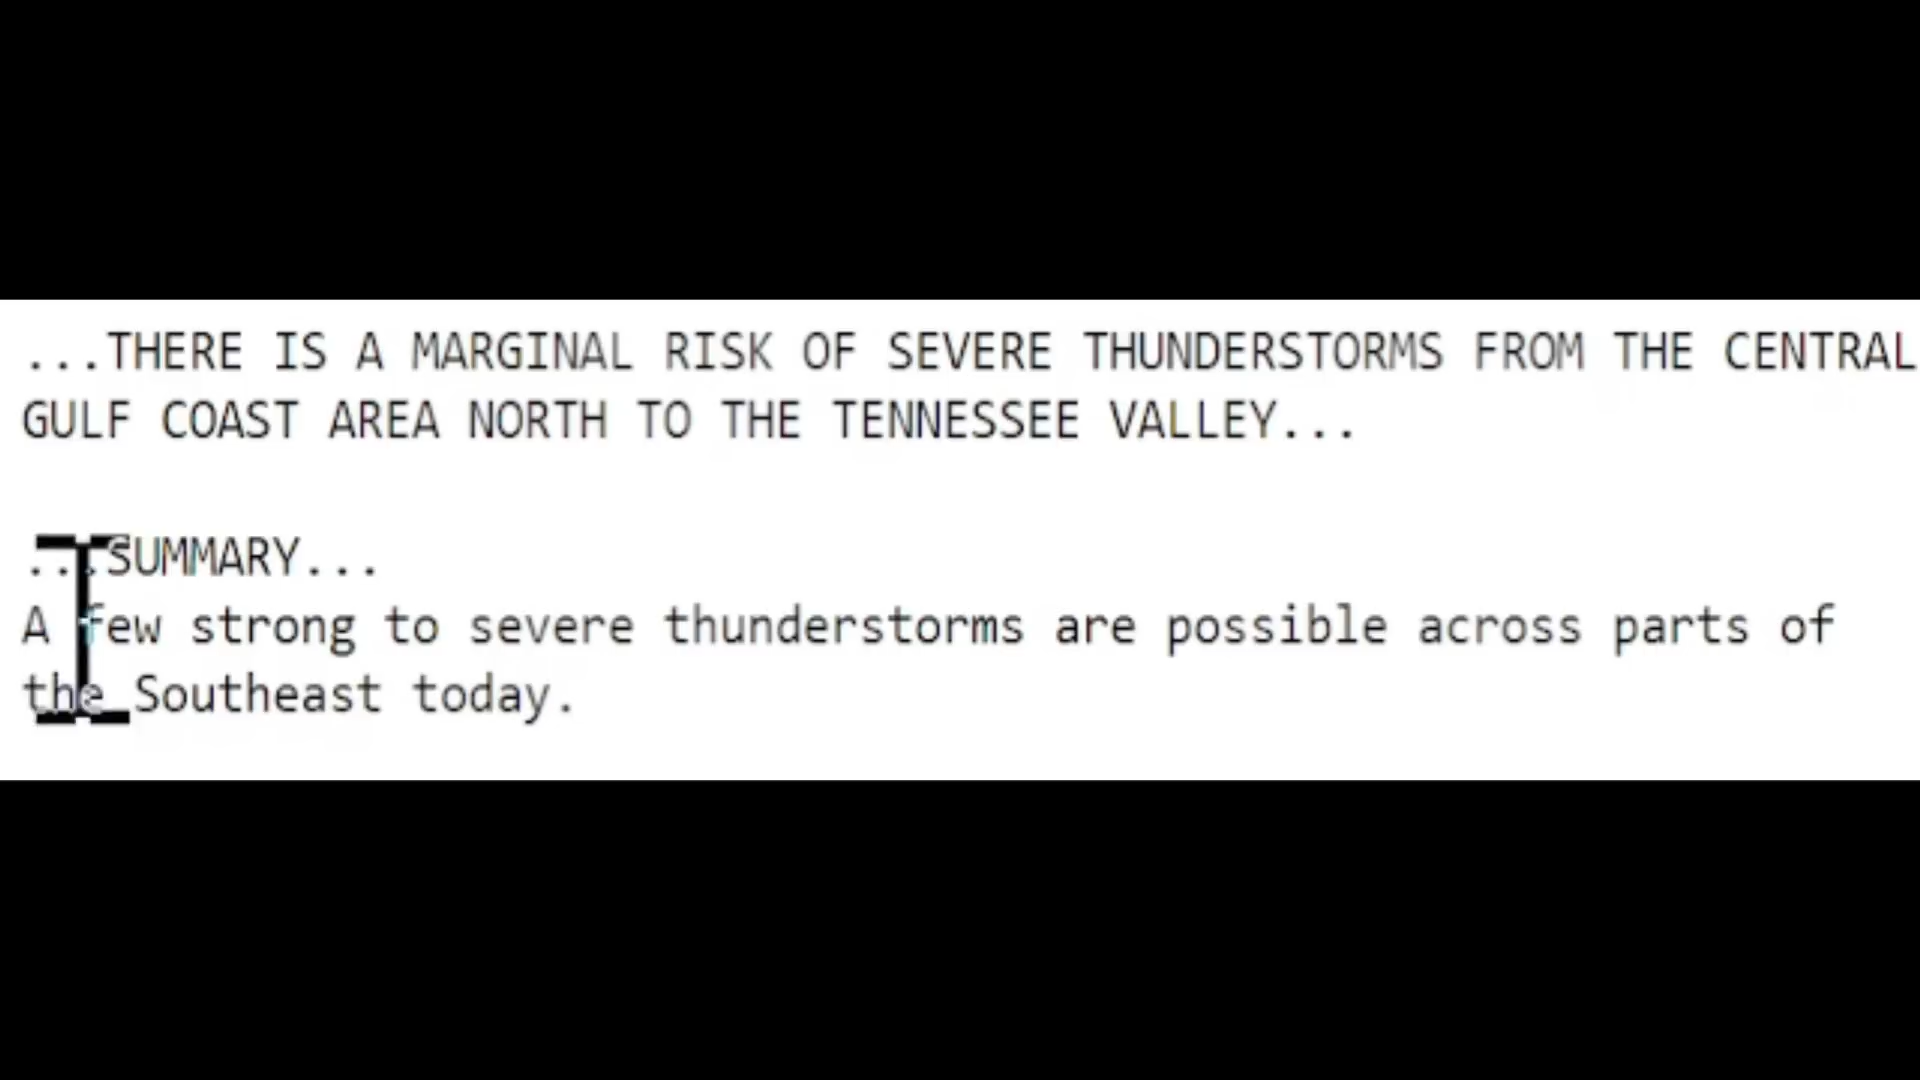 ...THERE IS A MARGINAL RISK OF SEVERE THUNDERSTORMS FROM THE CENTRAL
GULF COAST AREA NORTH TO THE TENNESSEE VALLEY...
...SUMMARY...
A few strong to severe thunderstorms are possible across parts of
the Southeast today.